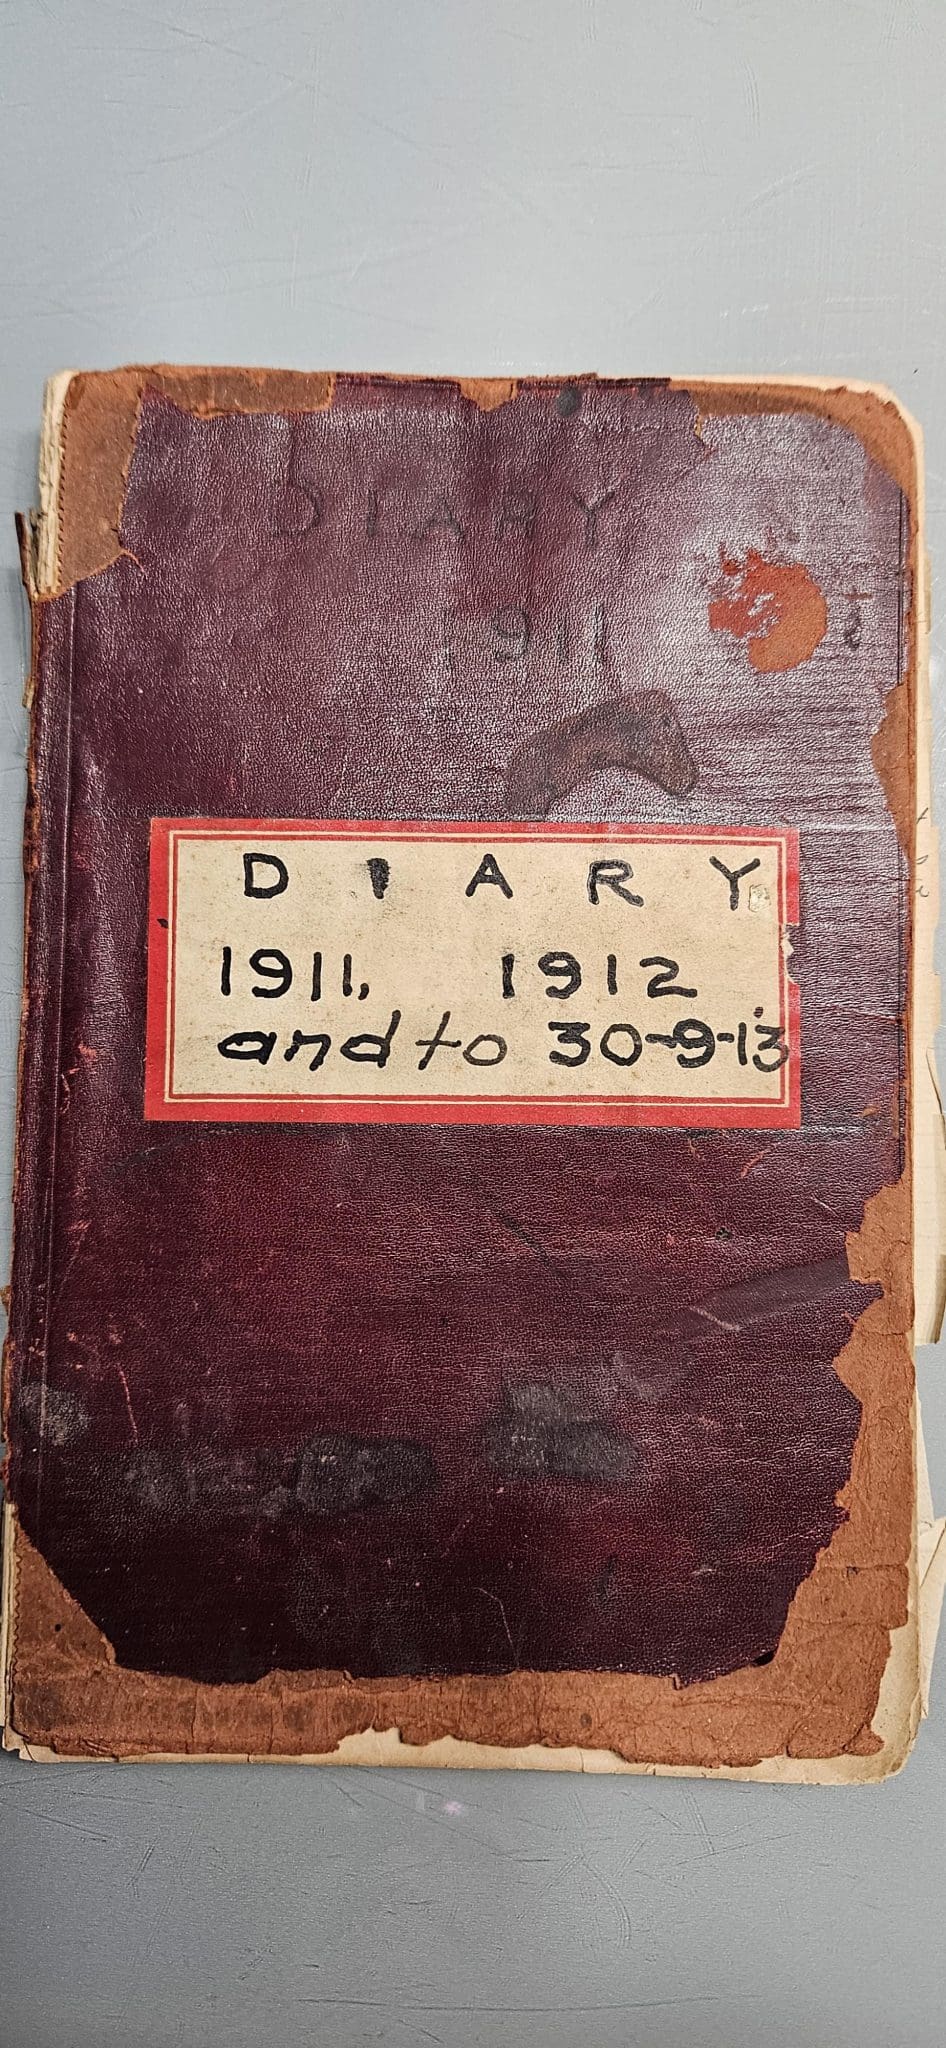 DIARY
1911
DIARY
1911, 1912
and to 30-9-13